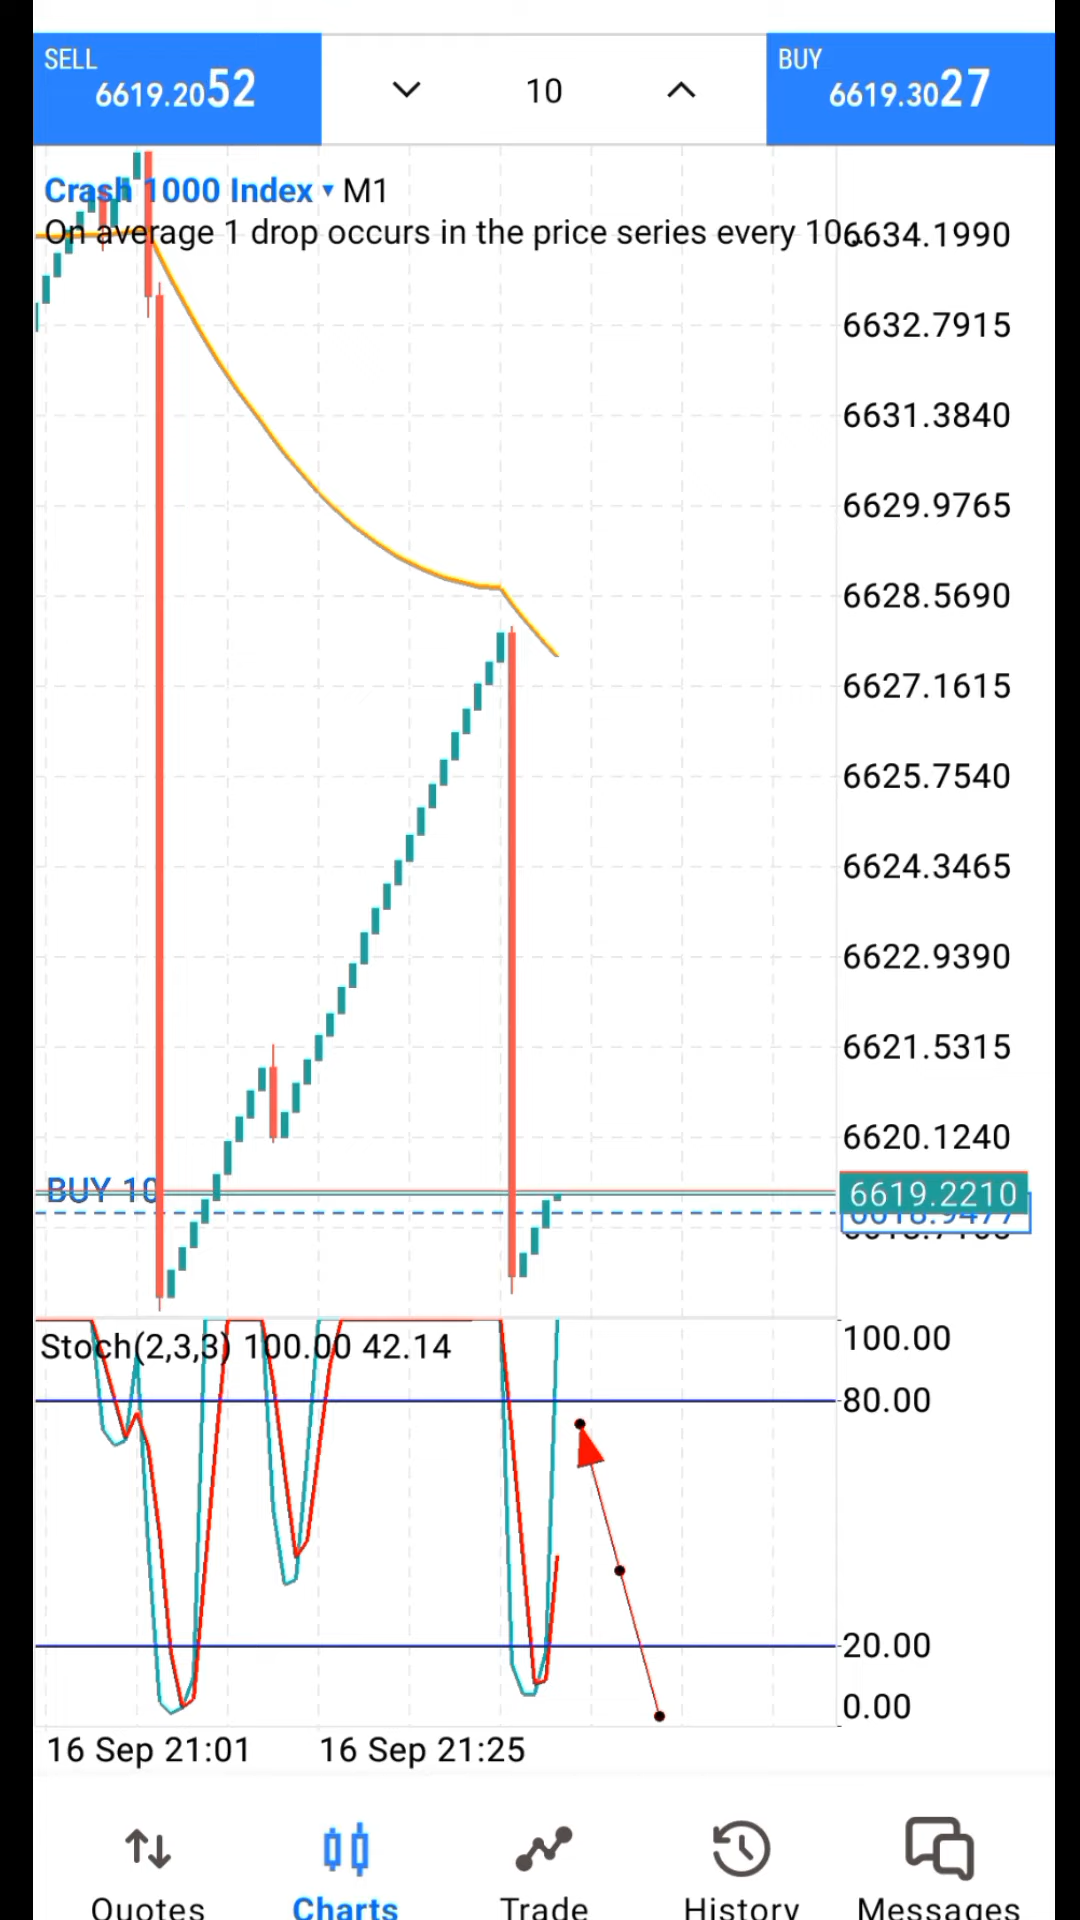 SELL
6619.2052
10
BUY
6619.3027
Crash 1000 Index ▾ M1
On average 1 drop occurs in the price series every 10...
6634.1990
6632.7915
6631.3840
6629.9765
6628.5690
6627.1615
6625.7540
6624.3465
6622.9390
6621.5315
6620.1240
BUY 10
6619.2210
6618.9477
Stoch(2,3,3) 100.00 42.14
100.00
80.00
20.00
0.00
16 Sep 21:01
16 Sep 21:25
Quotes
Charts
Trade
History
Messages